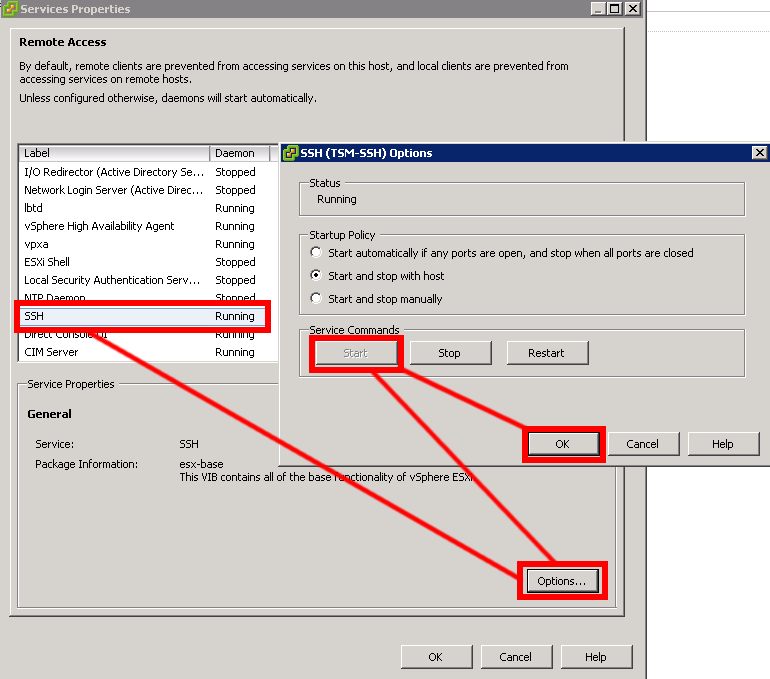 Services Properties
Remote Access
By default, remote clients are prevented from accessing services on this host, and local clients are prevented from
accessing services on remote hosts.
Unless configured otherwise, daemons will start automatically.
Label Daemon
I/O Redirector (Active Directory Se... Stopped
Network Login Server (Active Direc... Stopped
lbtd Running
vSphere High Availability Agent Running
vpxa Running
ESXi Shell Stopped
Local Security Authentication Serv... Stopped
NTP Daemon Stopped
SSH Running
Direct Console UI Running
CIM Server Running
Service Properties
General
Service: SSH
Package Information: esx-base
This VIB contains all of the base functionality of vSphere ESXi.
Options...
OK Cancel Help
SSH (TSM-SSH) Options
Status
Running
Startup Policy
Start automatically if any ports are open, and stop when all ports are closed
Start and stop with host
Start and stop manually
Service Commands
Start Stop Restart
OK Cancel Help